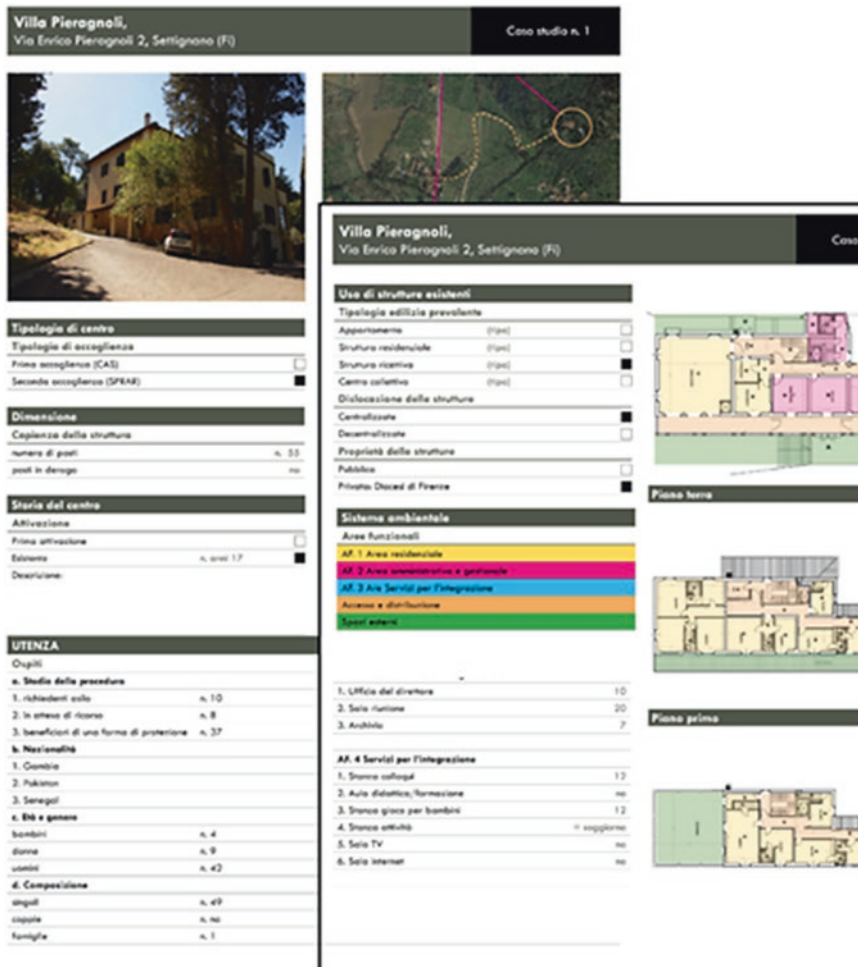 Villa Pieragnoli,
Via Enrico Pieragnoli 2, Settignano (Fi)
Caso studio n. 1
Tipologia di centro
Tipologia di accoglienza
Prima accoglienza (CAS)
Seconda accoglienza (SPRAR)
Dimensione
Capienza della struttura
numero di posti n. 55
posti in deroga no
Storia del centro
Attivazione
Prima attivazione
Esistente n. anni 17
Descrizione:
UTENZA
Ospiti
a. Stadio della procedura
1. richiedenti asilo n. 10
2. in attesa di ricorso n. 8
3. beneficiari di una forma di protezione n. 37
b. Nazionalità
1. Gambia
2. Pakistan
3. Senegal
c. Età e genere
bambini n. 4
donne n. 9
uomini n. 42
d. Composizione
singoli n. 49
coppie n. no
famiglie n. 1
Villa Pieragnoli,
Via Enrico Pieragnoli 2, Settignano (Fi)
Caso
Uso di strutture esistenti
Tipologia edilizia prevalente
Appartamento (tipo)
Struttura residenziale (tipo)
Struttura ricettiva (tipo)
Centro collettivo (tipo)
Dislocazione delle strutture
Centralizzata
Decentralizzata
Proprietà delle strutture
Pubblica
Privata: Diocesi di Firenze
Sistema ambientale
Aree funzionali
AF. 1 Area residenziale
AF. 2 Area amministrativa e gestionale
AF. 3 Are Servizi per l'integrazione
Accesso e distribuzione
Spazi esterni
1. Ufficio del direttore 10
2. Sala riunione 20
3. Archivio 7
AF. 4 Servizi per l'integrazione
1. Stanza colloqui 12
2. Aula didattica/formazione no
3. Stanza gioco per bambini 12
4. Stanza attività = soggiorno
5. Sala TV no
6. Sala internet no
Piano terra
Piano primo